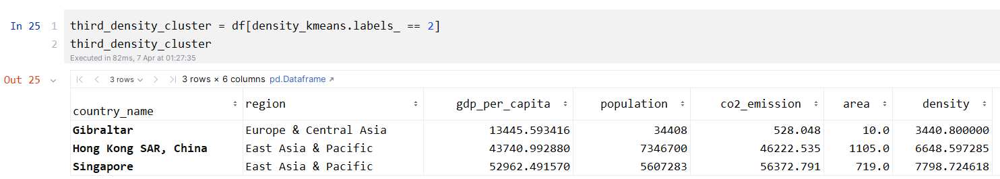 In 25 1 third_density_cluster = df[density_kmeans.labels_ == 2]
2 third_density_cluster
Executed in 82ms, 7 Apr at 01:27:35
Out 25 3 rows 3 rows × 6 columns pd.Dataframe
country_name region gdp_per_capita population co2_emission area density
Gibraltar Europe & Central Asia 13445.593416 34408 528.048 10.0 3440.800000
Hong Kong SAR, China East Asia & Pacific 43740.992880 7346700 46222.535 1105.0 6648.597285
Singapore East Asia & Pacific 52962.491570 5607283 56372.791 719.0 7798.724618